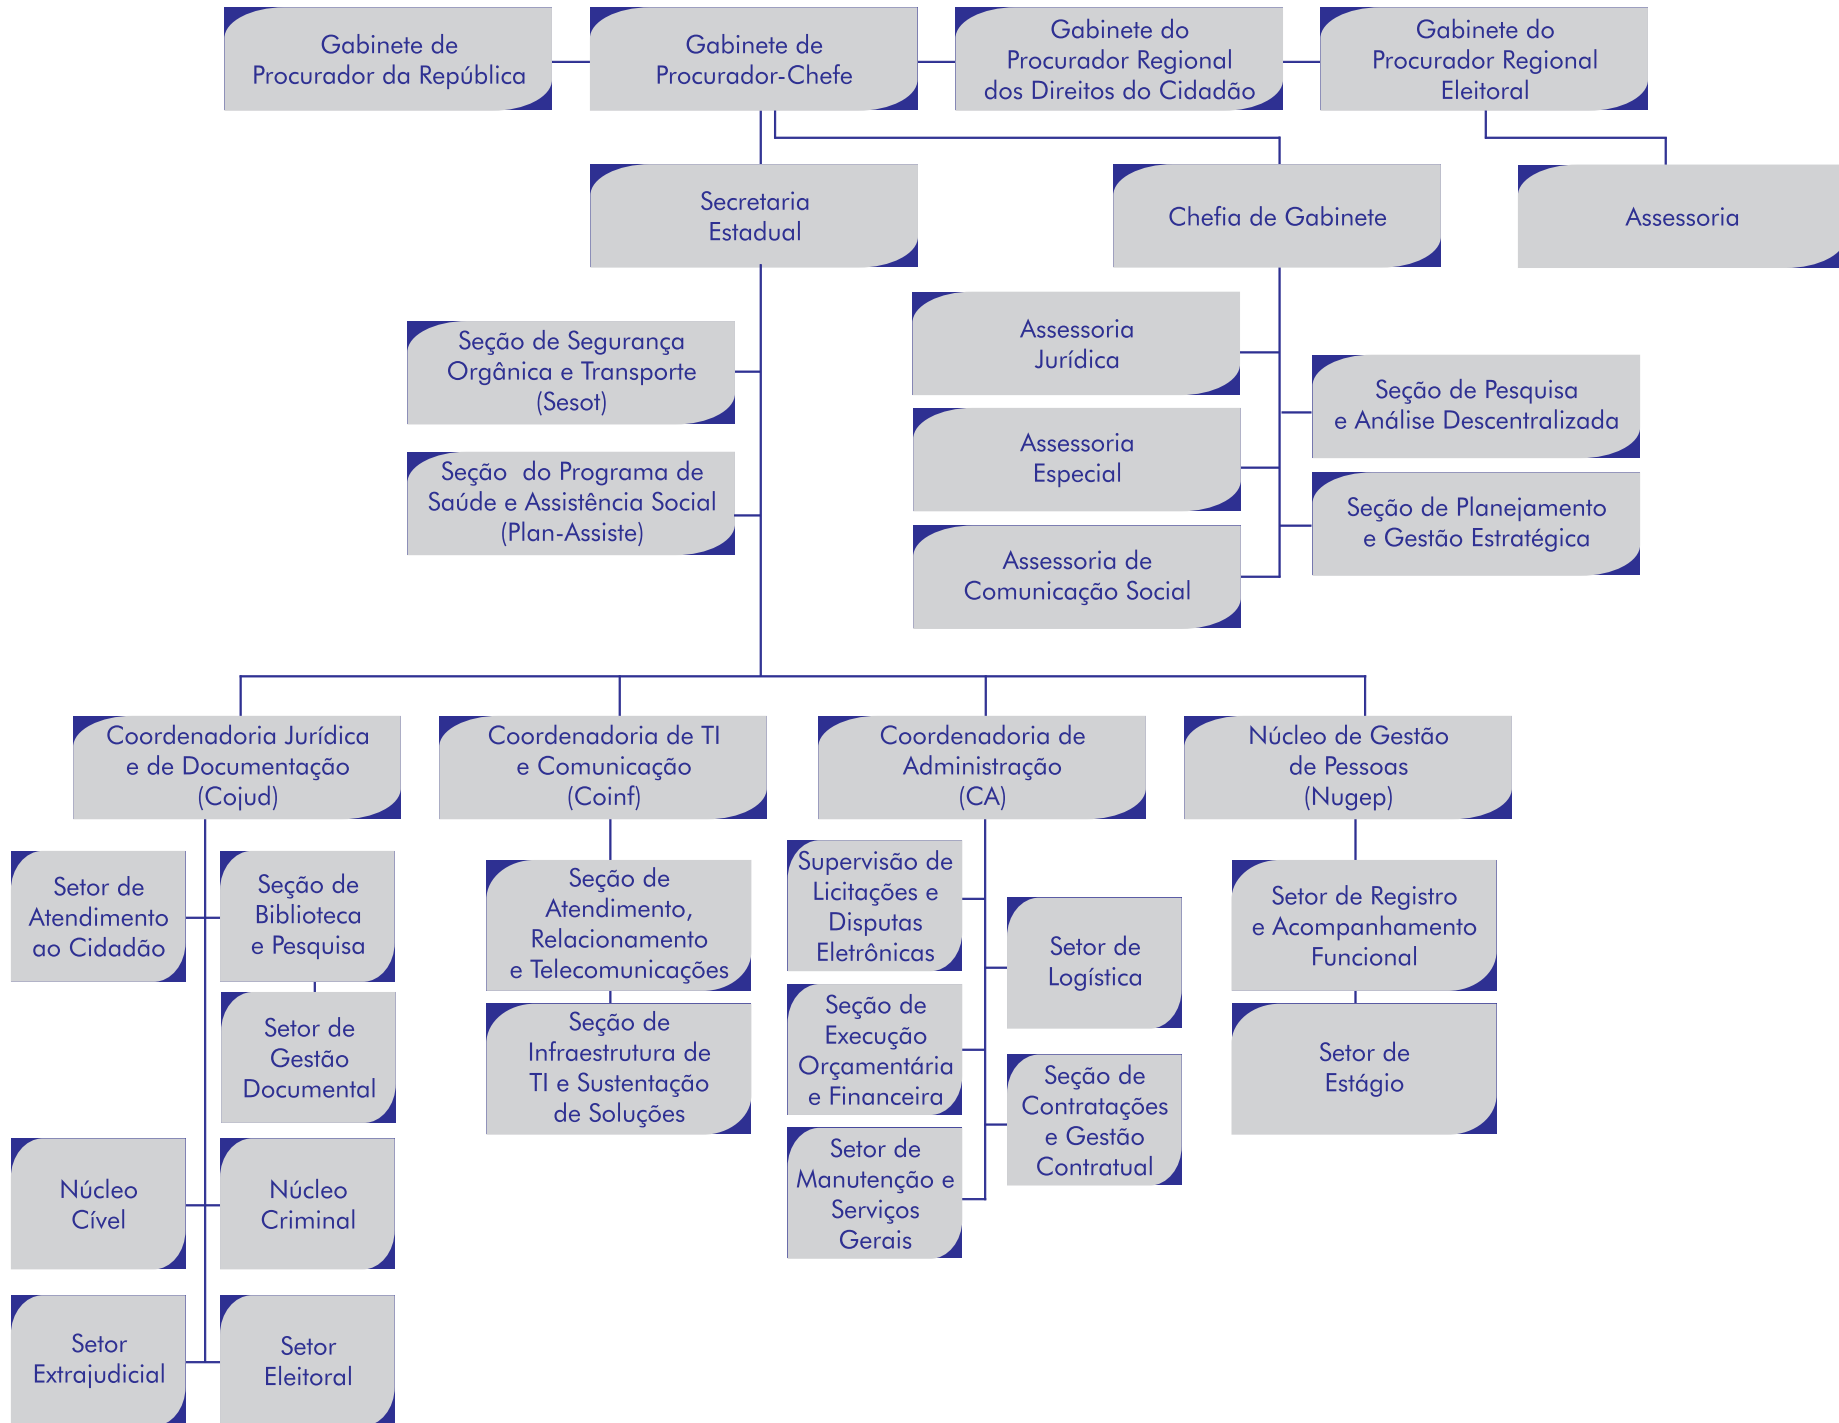 Gabinete de
Procurador da República
Gabinete de
Procurador-Chefe
Gabinete do
Procurador Regional
dos Direitos do Cidadão
Gabinete do
Procurador Regional
Eleitoral
Secretaria
Estadual
Chefia de Gabinete
Assessoria
Seção de Segurança
Orgânica e Transporte
(Sesot)
Seção  do Programa de
Saúde e Assistência Social
(Plan-Assiste)
Assessoria
Jurídica
Assessoria
Especial
Assessoria de
Comunicação Social
Seção de Pesquisa
e Análise Descentralizada
Seção de Planejamento
e Gestão Estratégica
Coordenadoria Jurídica
e de Documentação
(Cojud)
Coordenadoria de TI
e Comunicação
(Coinf)
Coordenadoria de
Administração
(CA)
Núcleo de Gestão
de Pessoas
(Nugep)
Setor de
Atendimento
ao Cidadão
Seção de
Biblioteca
e Pesquisa
Setor de
Gestão
Documental
Núcleo
Cível
Núcleo
Criminal
Setor
Extrajudicial
Setor
Eleitoral
Seção de
Atendimento,
Relacionamento
e Telecomunicações
Seção de
Infraestrutura de
TI e Sustentação
de Soluções
Supervisão de
Licitações e
Disputas
Eletrônicas
Setor de
Logística
Seção de
Execução
Orçamentária
e Financeira
Seção de
Contratações
e Gestão
Contratual
Setor de
Manutenção e
Serviços
Gerais
Setor de Registro
e Acompanhamento
Funcional
Setor de
Estágio